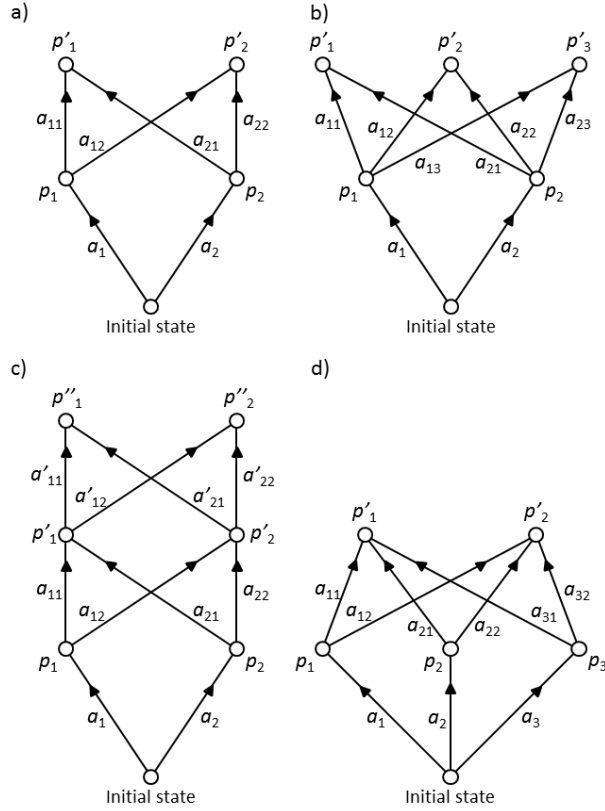 a)
p'₁ p'₂
a₁₁ a₁₂ a₂₁ a₂₂
p₁ p₂
a₁ a₂
Initial state
b)
p'₁ p'₂ p'₃
a₁₁ a₁₂ a₁₃ a₂₁ a₂₂ a₂₃
p₁ p₂
a₁ a₂
Initial state
c)
p''₁ p''₂
a'₁₁ a'₁₂ a'₂₁ a'₂₂
p'₁ p'₂
a₁₁ a₁₂ a₂₁ a₂₂
p₁ p₂
a₁ a₂
Initial state
d)
p'₁ p'₂
a₁₁ a₁₂ a₂₁ a₂₂ a₃₁ a₃₂
p₁ p₂ p₃
a₁ a₂ a₃
Initial state